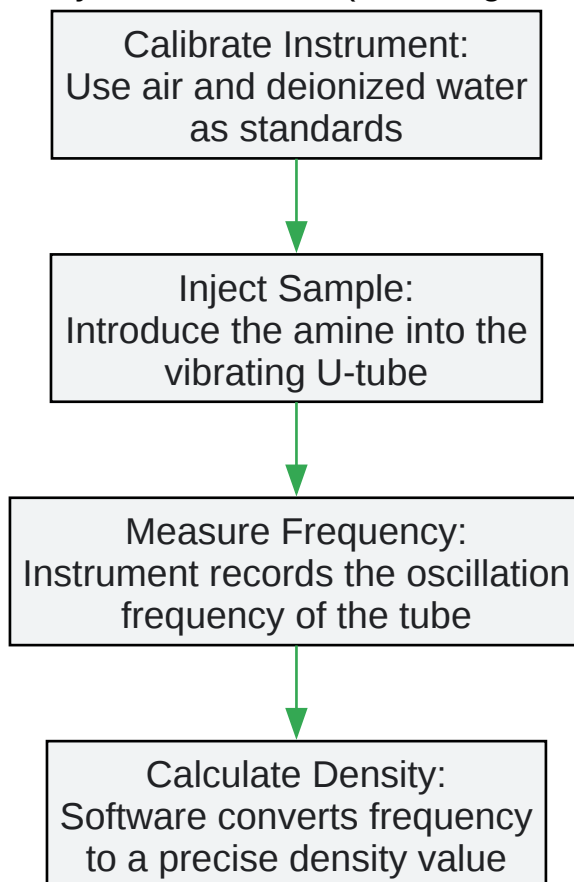 Calibrate Instrument:
Use air and deionized water
as standards
Inject Sample:
Introduce the amine into the
vibrating U-tube
Measure Frequency:
Instrument records the oscillation
frequency of the tube
Calculate Density:
Software converts frequency
to a precise density value